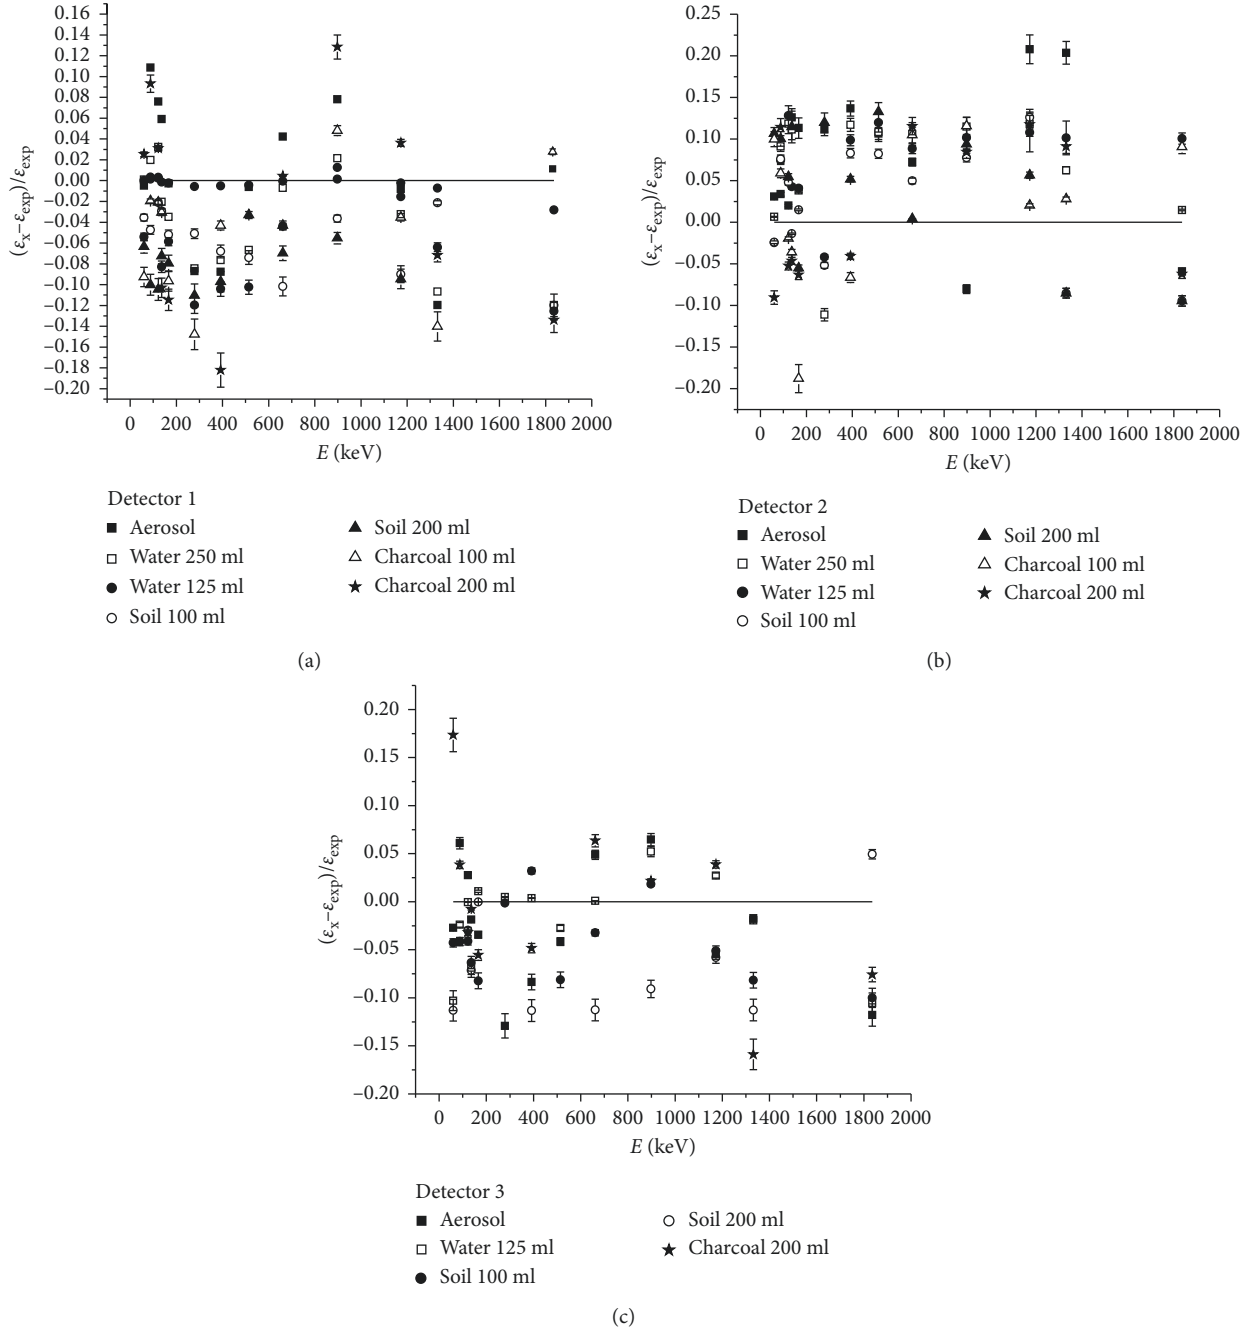 0.16
0.14
0.12
0.10
0.08
0.06
0.04
0.02
0.00
–0.02
–0.04
–0.06
–0.08
–0.10
–0.12
–0.14
–0.16
–0.18
–0.20
(εx–εexp)/εexp
0 200 400 600 800 1000 1200 1400 1600 1800 2000
E (keV)
Detector 1
Aerosol
Water 250 ml
Water 125 ml
Soil 100 ml
Soil 200 ml
Charcoal 100 ml
Charcoal 200 ml
(a)
0.25
0.20
0.15
0.10
0.05
0.00
–0.05
–0.10
–0.15
–0.20
(εx–εexp)/εexp
0 200 400 600 800 1000 1200 1400 1600 1800 2000
E (keV)
Detector 2
Aerosol
Water 250 ml
Water 125 ml
Soil 100 ml
Soil 200 ml
Charcoal 100 ml
Charcoal 200 ml
(b)
0.20
0.15
0.10
0.05
0.00
–0.05
–0.10
–0.15
–0.20
(εx–εexp)/εexp
0 200 400 600 800 1000 1200 1400 1600 1800 2000
E (keV)
Detector 3
Aerosol
Water 125 ml
Soil 100 ml
Soil 200 ml
Charcoal 200 ml
(c)